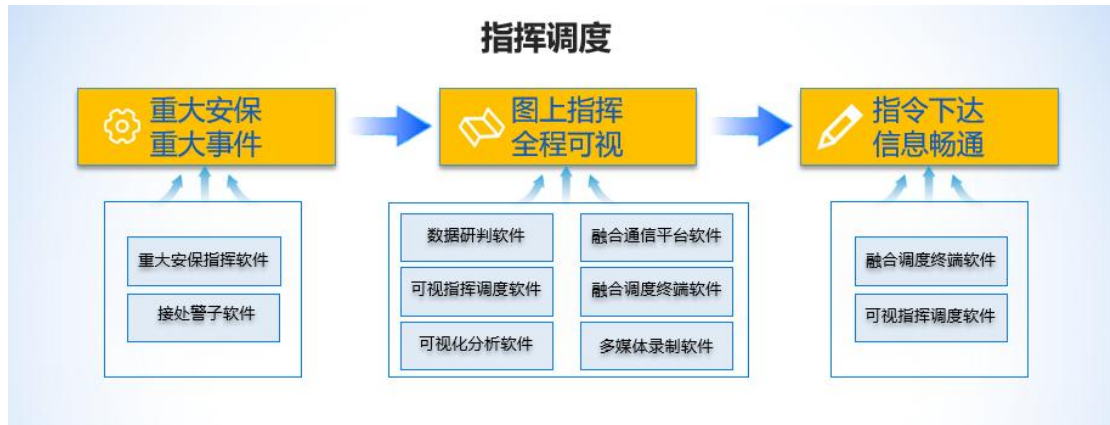 指挥调度
重大安保
重大事件
图上指挥
全程可视
指令下达
信息畅通
重大安保指挥软件
接处警子软件
数据研判软件
融合通信平台软件
可视指挥调度软件
融合调度终端软件
可视化分析软件
多媒体录制软件
融合调度终端软件
可视指挥调度软件